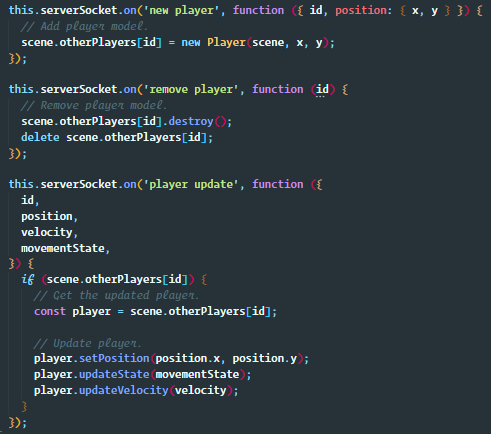 this.serverSocket.on('new player', function ({ id, position: { x, y } }) {
  // Add player model.
  scene.otherPlayers[id] = new Player(scene, x, y);
});

this.serverSocket.on('remove player', function (id) {
  // Remove player model.
  scene.otherPlayers[id].destroy();
  delete scene.otherPlayers[id];
});

this.serverSocket.on('player update', function ({
  id,
  position,
  velocity,
  movementState,
}) {
  if (scene.otherPlayers[id]) {
    // Get the updated player.
    const player = scene.otherPlayers[id];

    // Update player.
    player.setPosition(position.x, position.y);
    player.updateState(movementState);
    player.updateVelocity(velocity);
  }
});